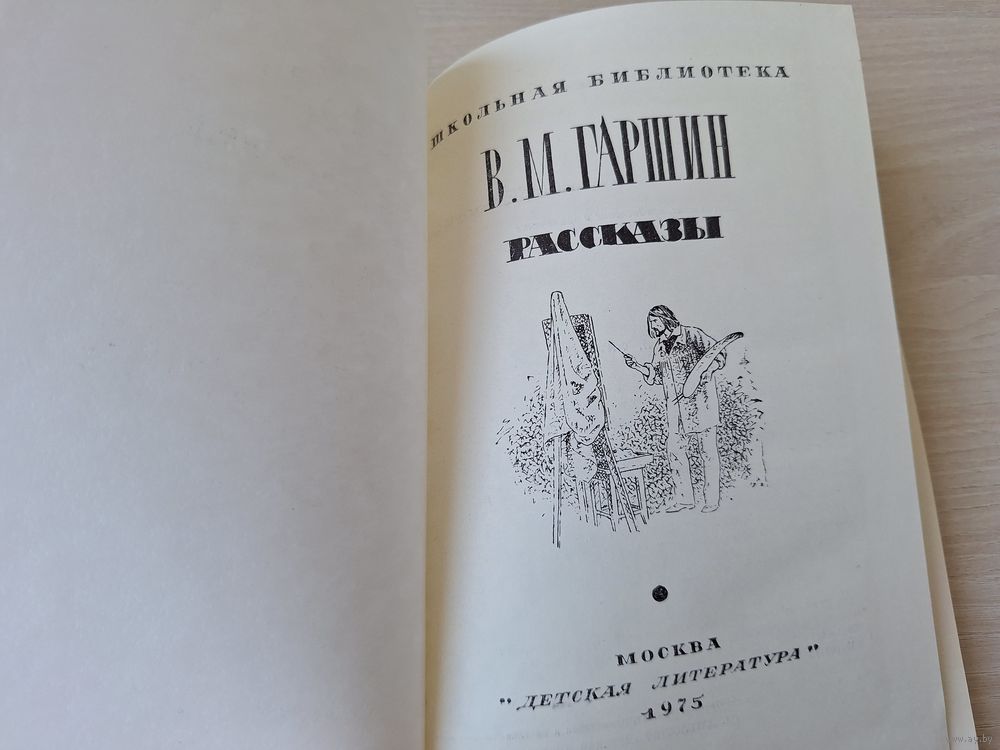 ШКОЛЬНАЯ БИБЛИОТЕКА
В.М.ГАРШИН
РАССКАЗЫ
МОСКВА
"ДЕТСКАЯ ЛИТЕРАТУРА"
1975